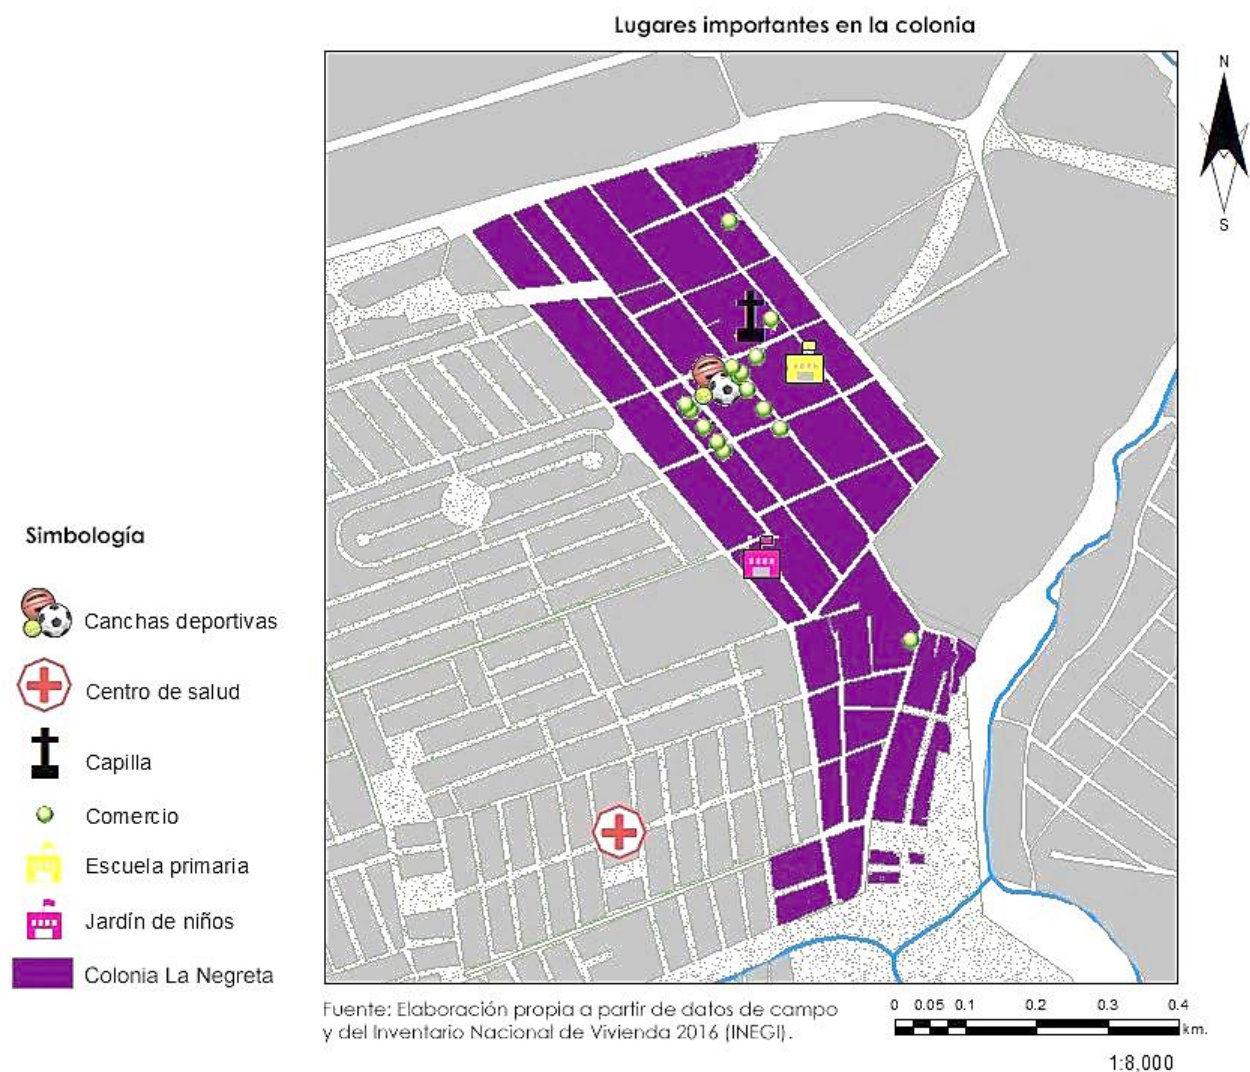 Lugares importantes en la colonia
N
S
Simbología
Canchas deportivas
Centro de salud
Capilla
Comercio
Escuela primaria
Jardín de niños
Colonia La Negreta
Fuente: Elaboración propia a partir de datos de campo
y del Inventario Nacional de Vivienda 2016 (INEGI).
0 0.05 0.1 0.2 0.3 0.4
km.
1:8,000